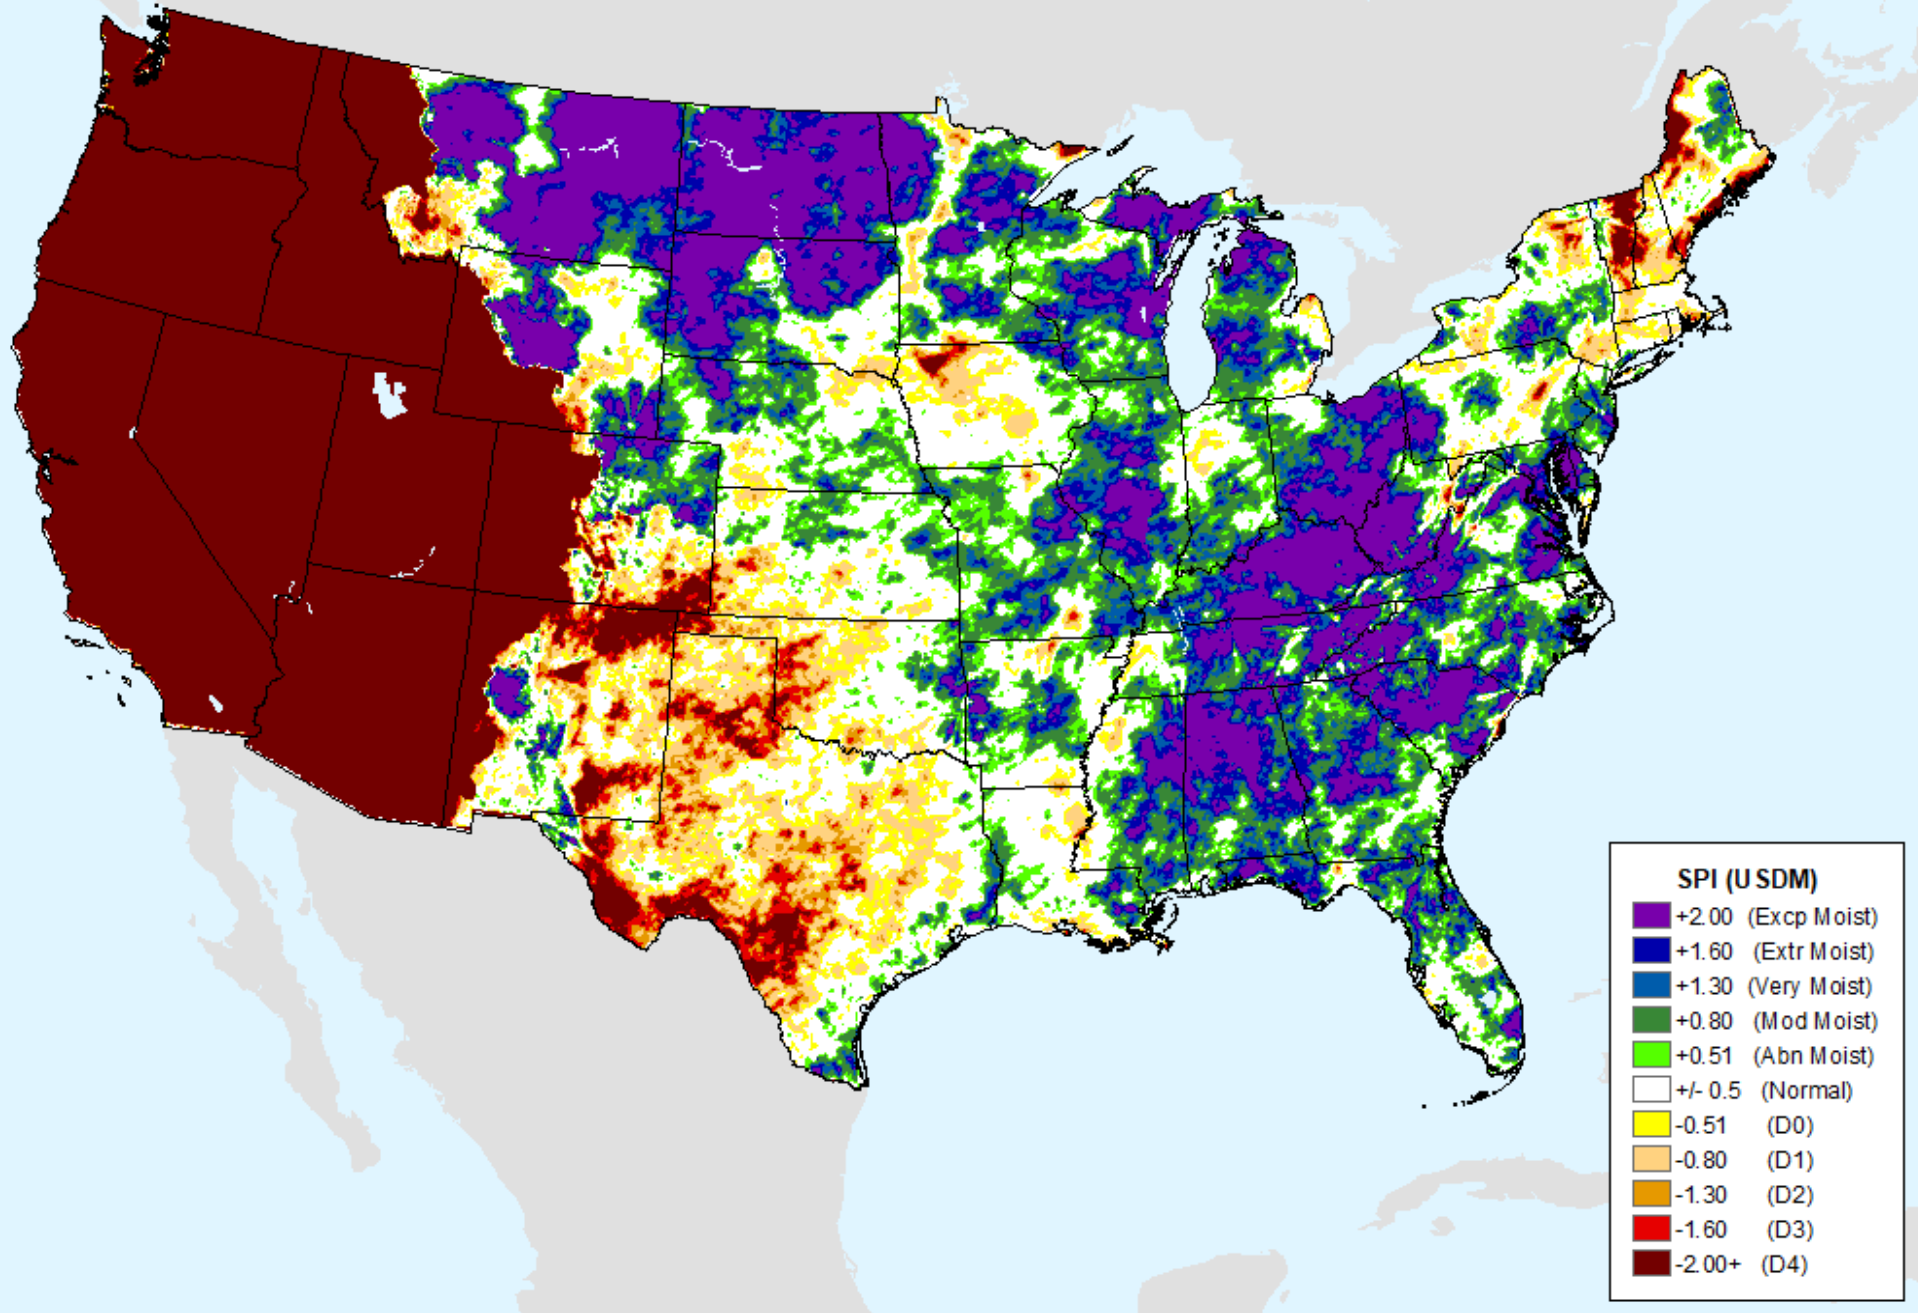 SPI (USDM)
+2.00 (Excp Moist)
+1.60 (Extr Moist)
+1.30 (Very Moist)
+0.80 (Mod Moist)
+0.51 (Abn Moist)
+/- 0.5 (Normal)
-0.51 (D0)
-0.80 (D1)
-1.30 (D2)
-1.60 (D3)
-2.00+ (D4)